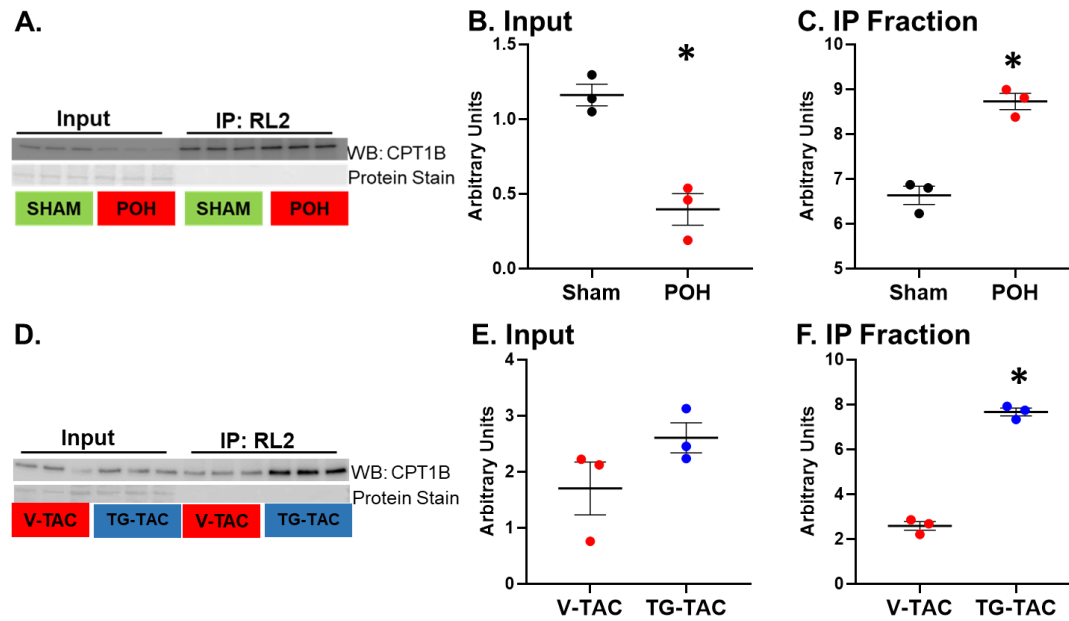 A.
Input
IP: RL2
WB: CPT1B
Protein Stain
SHAM
POH
SHAM
POH
B. Input
*
Arbitrary Units
1.5
1.0
0.5
0.0
Sham
POH
C. IP Fraction
*
Arbitrary Units
9
8
7
6
5
Sham
POH
D.
Input
IP: RL2
WB: CPT1B
Protein Stain
V-TAC
TG-TAC
V-TAC
TG-TAC
E. Input
Arbitrary Units
4
3
2
1
0
V-TAC
TG-TAC
F. IP Fraction
*
Arbitrary Units
10
8
6
4
2
0
V-TAC
TG-TAC